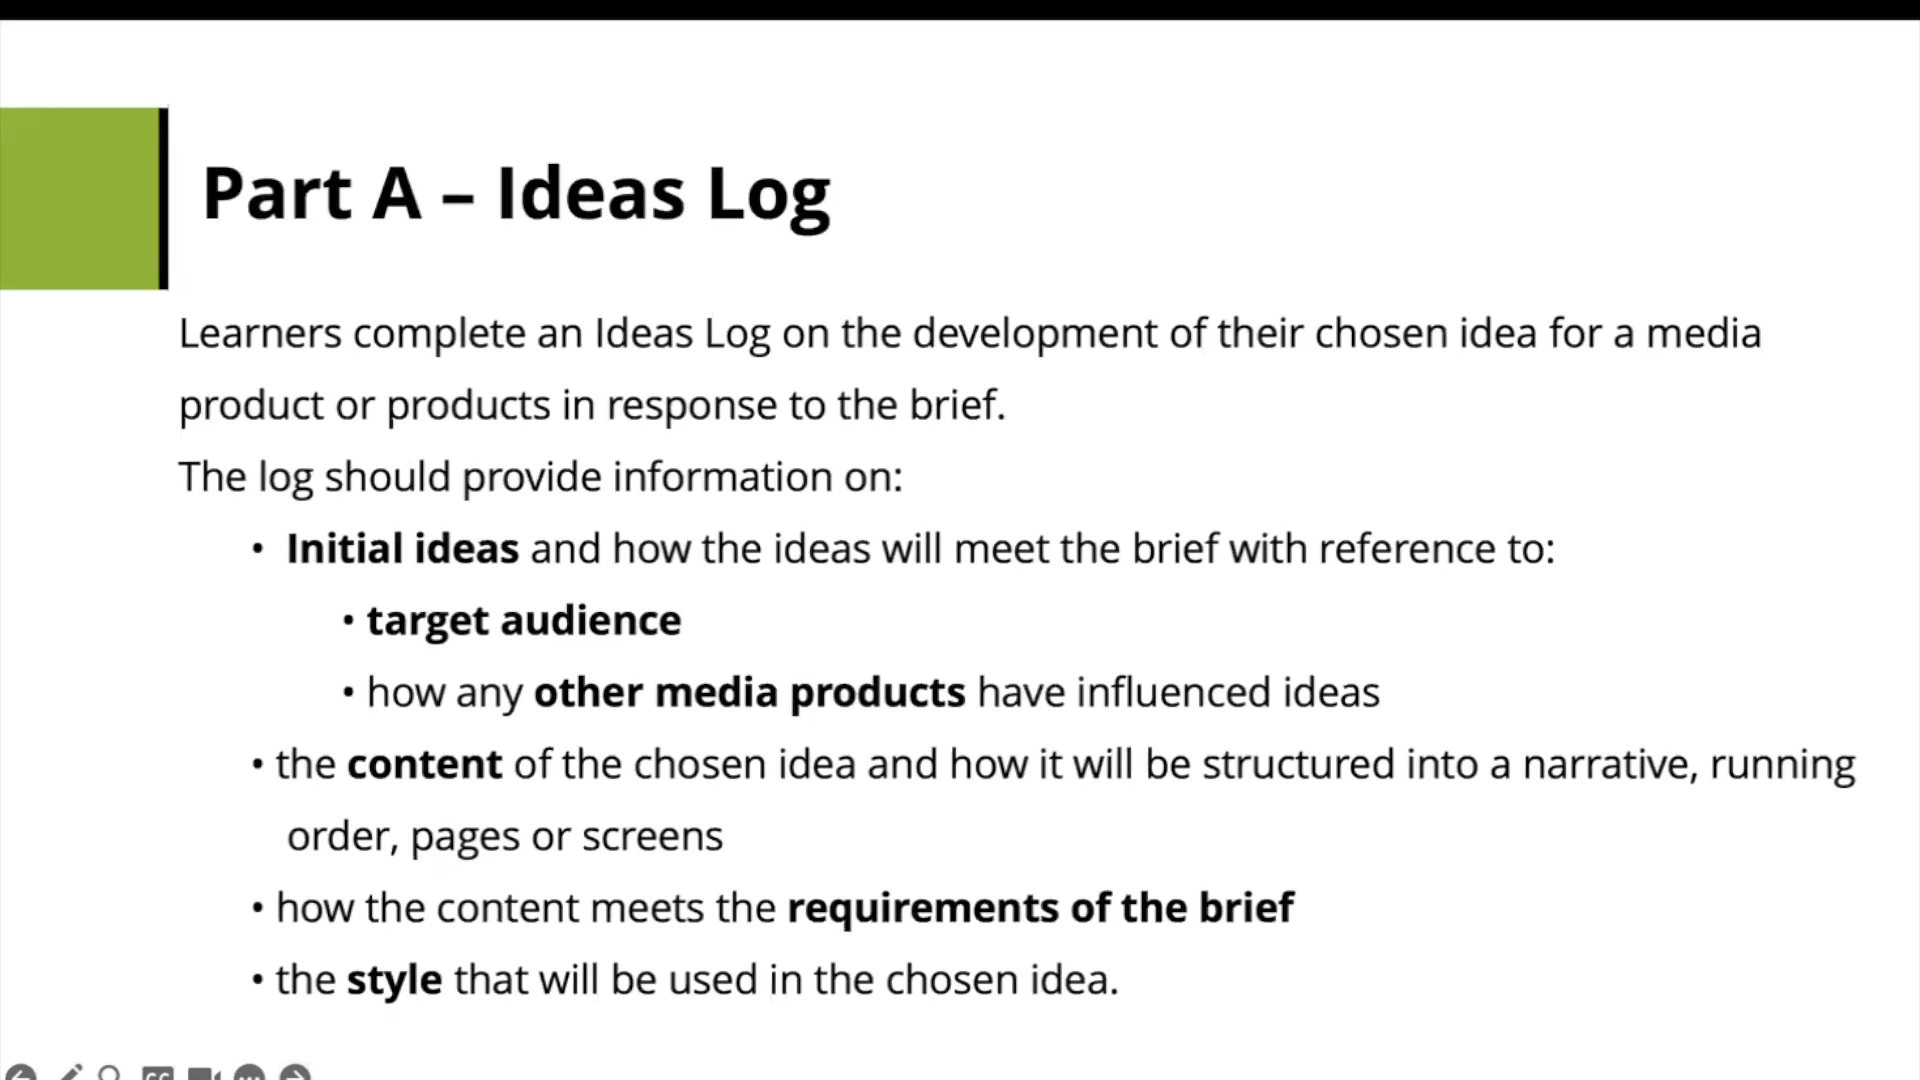 Part A – Ideas Log
Learners complete an Ideas Log on the development of their chosen idea for a media
product or products in response to the brief.
The log should provide information on:
• Initial ideas and how the ideas will meet the brief with reference to:
• target audience
• how any other media products have influenced ideas
• the content of the chosen idea and how it will be structured into a narrative, running
order, pages or screens
• how the content meets the requirements of the brief
• the style that will be used in the chosen idea.